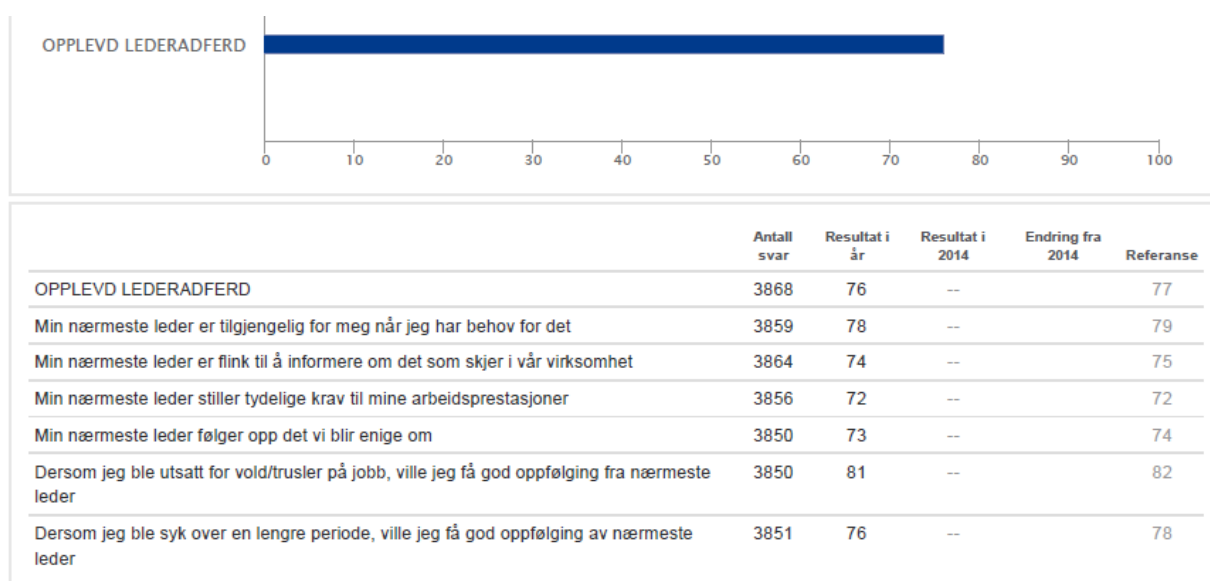 OPPLEVD LEDERADFERD
0 10 20 30 40 50 60 70 80 90 100
Antall svar Resultat i år Resultat i 2014 Endring fra 2014 Referanse
OPPLEVD LEDERADFERD 3868 76 -- 77
Min nærmeste leder er tilgjengelig for meg når jeg har behov for det 3859 78 -- 79
Min nærmeste leder er flink til å informere om det som skjer i vår virksomhet 3864 74 -- 75
Min nærmeste leder stiller tydelige krav til mine arbeidsprestasjoner 3856 72 -- 72
Min nærmeste leder følger opp det vi blir enige om 3850 73 -- 74
Dersom jeg ble utsatt for vold/trusler på jobb, ville jeg få god oppfølging fra nærmeste 3850 81 -- 82
leder
Dersom jeg ble syk over en lengre periode, ville jeg få god oppfølging av nærmeste 3851 76 -- 78
leder